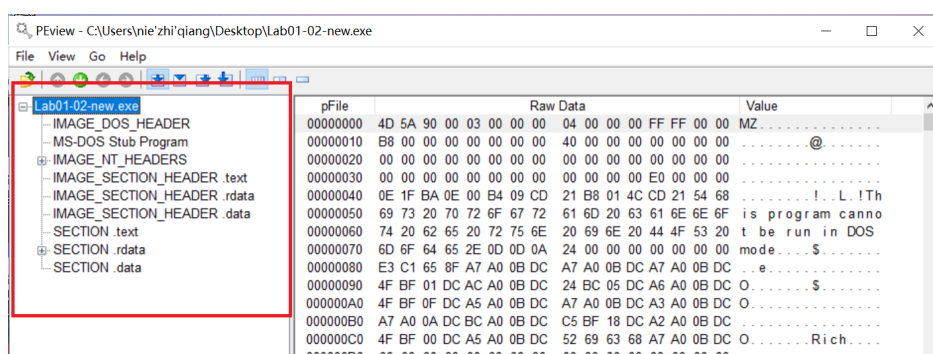 PEview - C:\Users\nie'zhi'qiang\Desktop\Lab01-02-new.exe
File View Go Help
Lab01-02-new.exe
IMAGE_DOS_HEADER
MS-DOS Stub Program
IMAGE_NT_HEADERS
IMAGE_SECTION_HEADER .text
IMAGE_SECTION_HEADER .rdata
IMAGE_SECTION_HEADER .data
SECTION .text
SECTION .rdata
SECTION .data
pFile Raw Data Value
00000000 4D 5A 90 00 03 00 00 00 04 00 00 00 FF FF 00 00 MZ..............
00000010 B8 00 00 00 00 00 00 00 40 00 00 00 00 00 00 00 ........@.......
00000020 00 00 00 00 00 00 00 00 00 00 00 00 00 00 00 00 ................
00000030 00 00 00 00 00 00 00 00 00 00 00 00 E0 00 00 00 ................
00000040 0E 1F BA 0E 00 B4 09 CD 21 B8 01 4C CD 21 54 68 ........!..L.!Th
00000050 69 73 20 70 72 6F 67 72 61 6D 20 63 61 6E 6E 6F is program canno
00000060 74 20 62 65 20 72 75 6E 20 69 6E 20 44 4F 53 20 t be run in DOS
00000070 6D 6F 64 65 2E 0D 0D 0A 24 00 00 00 00 00 00 00 mode....$.......
00000080 E3 C1 65 8F A7 A0 0B DC A7 A0 0B DC A7 A0 0B DC ..e.............
00000090 4F BF 01 DC AC A0 0B DC 24 BC 05 DC A6 A0 0B DC O.......$.......
000000A0 4F BF 0F DC A5 A0 0B DC A7 A0 0B DC A3 A0 0B DC O...............
000000B0 A7 A0 0A DC BC A0 0B DC C5 BF 18 DC A2 A0 0B DC ................
000000C0 4F BF 00 DC A5 A0 0B DC 52 69 63 68 A7 A0 0B DC O.......Rich....